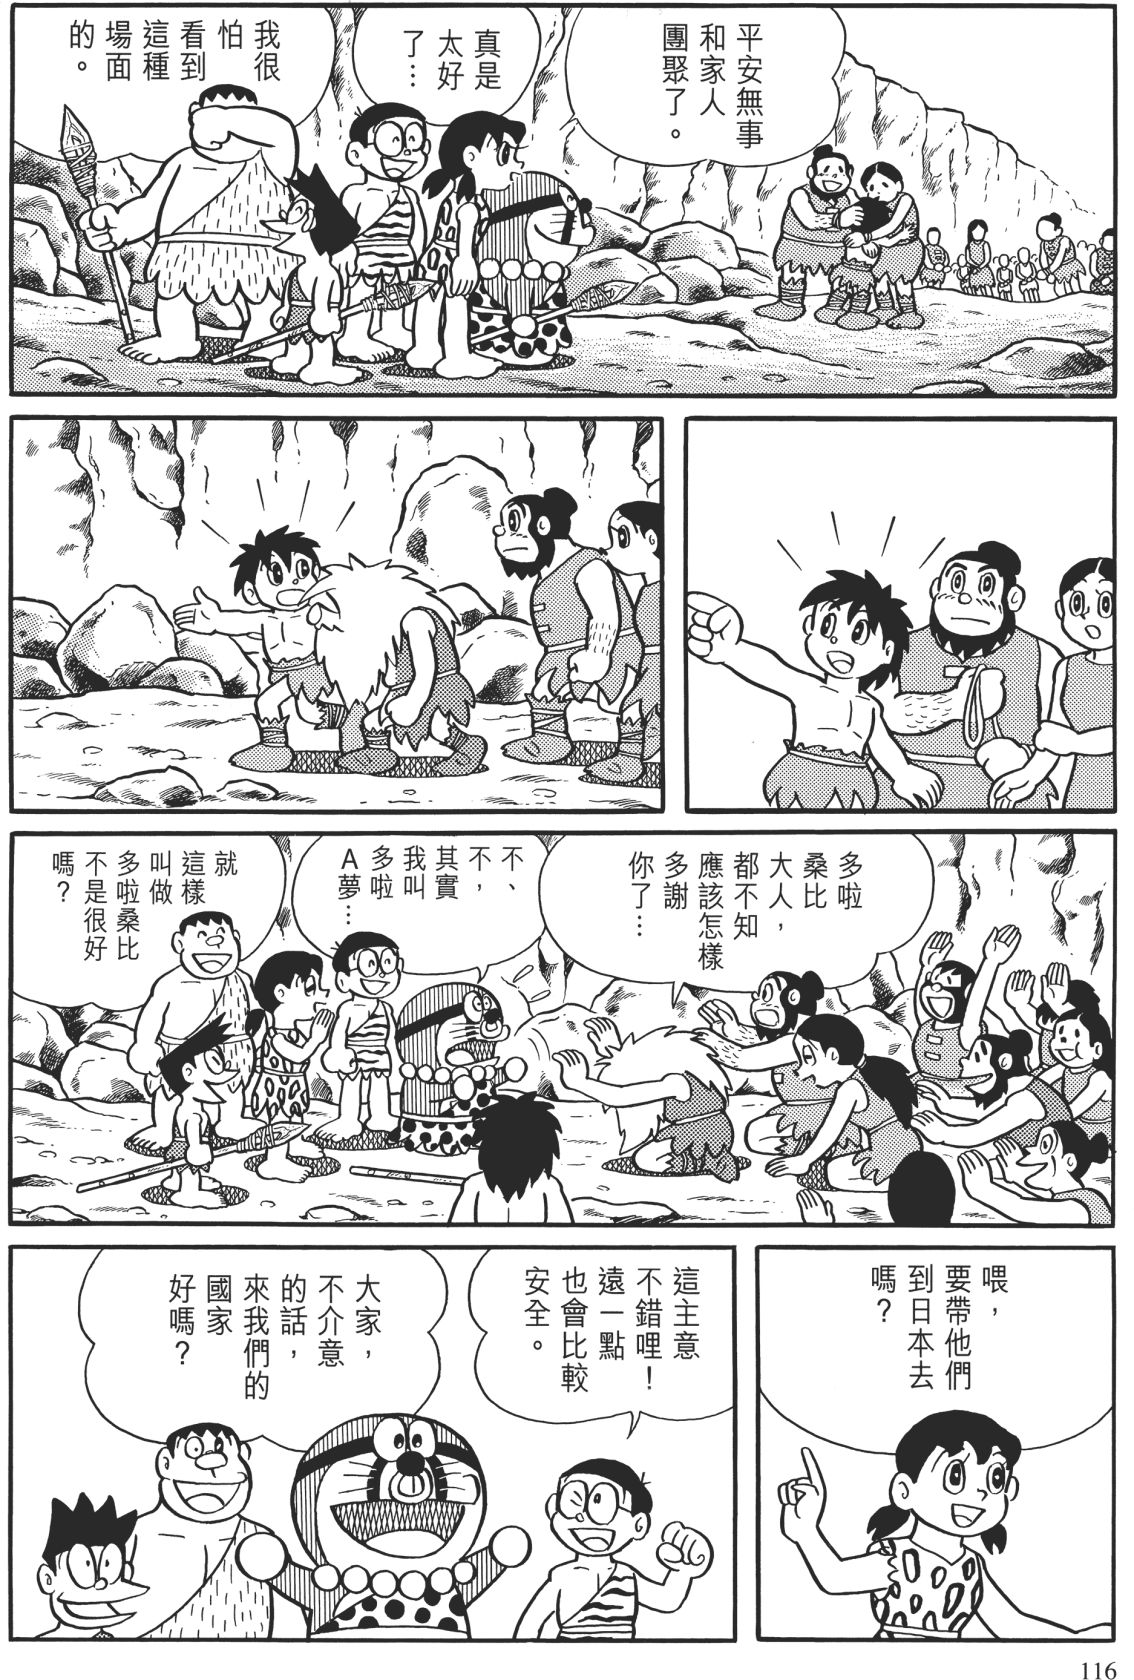 平安無事
和家人
團聚了。
真是
太好
了…
我很
怕
看到
這種
場面
的。
多啦
桑比
大人，
都不知
應該怎樣
多謝
你了…
不、
不，
其實
我叫
多啦
A夢…
就
這樣
叫做
多啦桑比
不是很好
嗎？
喂，
要帶他們
到日本去
嗎？
這主意
不錯哩！
遠一點
也會比較
安全。
大家，
不介意
的話，
來我們的
國家
好嗎？
116